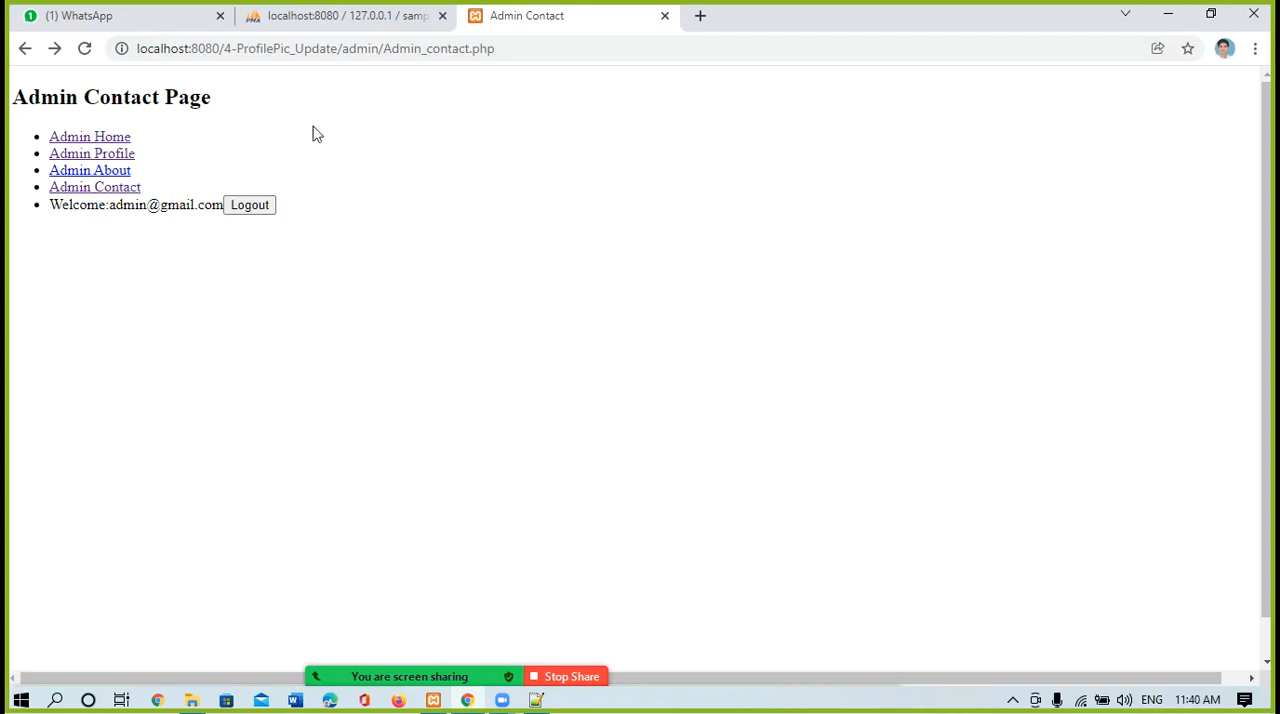 (1) WhatsApp
localhost:8080 / 127.0.0.1 / samp
Admin Contact
localhost:8080/4-ProfilePic_Update/admin/Admin_contact.php
Admin Contact Page
Admin Home
Admin Profile
Admin About
Admin Contact
Welcome:admin@gmail.com Logout
You are screen sharing
Stop Share
ENG
11:40 AM